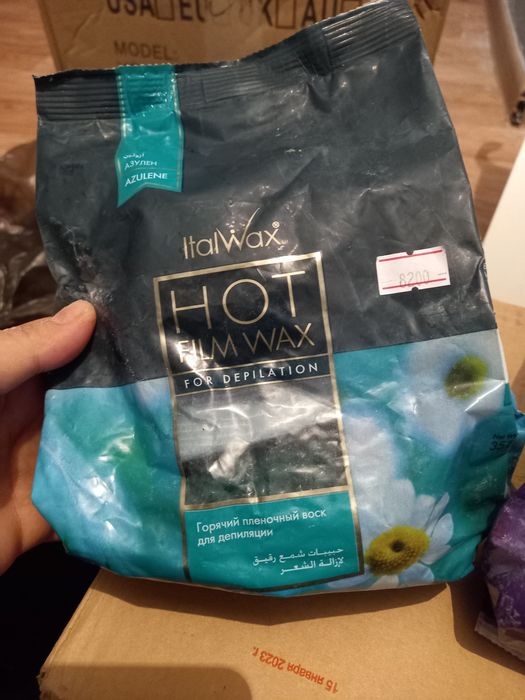 MODEL:
أزولين
АЗУЛЕН
AZULENE
ItalWax®
8200
HOT
FILM WAX
FOR DEPILATION
Горячий пленочный воск
для депиляции
حبيبات شمع رقيق
لإزالة الشعر
15 января 2023 г.